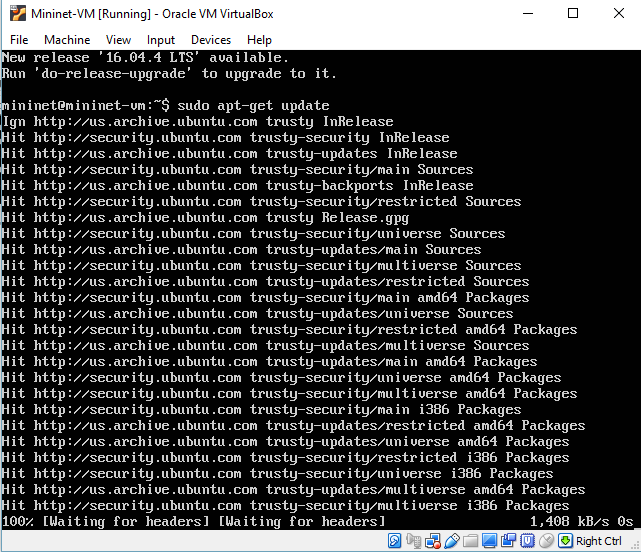 Mininet-VM [Running] - Oracle VM VirtualBox
File Machine View Input Devices Help
New release '16.04.4 LTS' available.
Run 'do-release-upgrade' to upgrade to it.
mininet@mininet-vm:~$ sudo apt-get update
Ign http://us.archive.ubuntu.com trusty InRelease
Hit http://security.ubuntu.com trusty-security InRelease
Hit http://us.archive.ubuntu.com trusty-updates InRelease
Hit http://security.ubuntu.com trusty-security/main Sources
Hit http://us.archive.ubuntu.com trusty-backports InRelease
Hit http://security.ubuntu.com trusty-security/restricted Sources
Hit http://us.archive.ubuntu.com trusty Release.gpg
Hit http://security.ubuntu.com trusty-security/universe Sources
Hit http://us.archive.ubuntu.com trusty-updates/main Sources
Hit http://security.ubuntu.com trusty-security/multiverse Sources
Hit http://us.archive.ubuntu.com trusty-updates/restricted Sources
Hit http://security.ubuntu.com trusty-security/main amd64 Packages
Hit http://us.archive.ubuntu.com trusty-updates/universe Sources
Hit http://security.ubuntu.com trusty-security/restricted amd64 Packages
Hit http://us.archive.ubuntu.com trusty-updates/multiverse Sources
Hit http://us.archive.ubuntu.com trusty-updates/main amd64 Packages
Hit http://security.ubuntu.com trusty-security/universe amd64 Packages
Hit http://security.ubuntu.com trusty-security/multiverse amd64 Packages
Hit http://security.ubuntu.com trusty-security/main i386 Packages
Hit http://us.archive.ubuntu.com trusty-updates/restricted amd64 Packages
Hit http://us.archive.ubuntu.com trusty-updates/universe amd64 Packages
Hit http://security.ubuntu.com trusty-security/restricted i386 Packages
Hit http://security.ubuntu.com trusty-security/universe i386 Packages
Hit http://us.archive.ubuntu.com trusty-updates/multiverse amd64 Packages
Hit http://security.ubuntu.com trusty-security/multiverse i386 Packages
100% [Waiting for headers] [Waiting for headers] 1,408 kB/s 0s
Right Ctrl